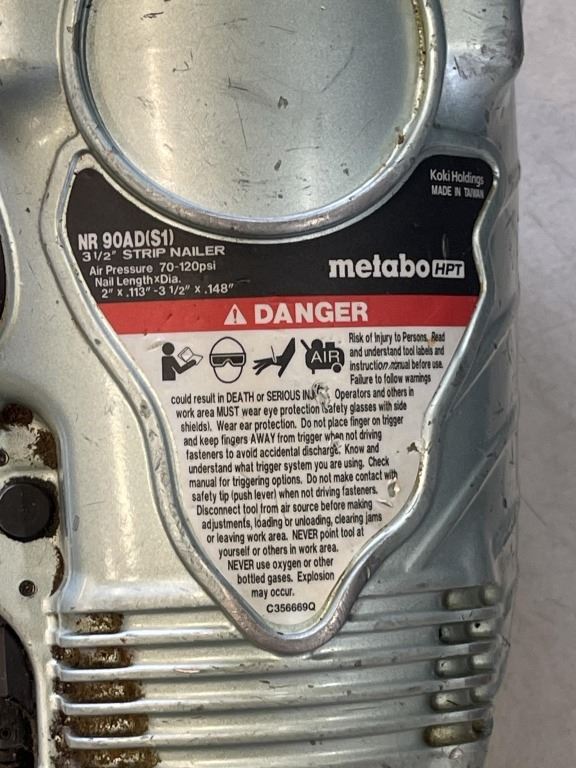 Koki Holdings
MADE IN TAIWAN
NR 90AD(S1)
3 1/2" STRIP NAILER
Air Pressure 70-120psi
Nail Length x Dia.
2" x .113" - 3 1/2" x .148"
metabo HPT
⚠ DANGER
AIR
Risk of Injury to Persons. Read
and understand tool labels and
instruction manual before use.
Failure to follow warnings
could result in DEATH or SERIOUS Operators and others in
work area MUST wear eye protection (safety glasses with side
shields). Wear ear protection. Do not place finger on trigger
and keep fingers AWAY from trigger when not driving
fasteners to avoid accidental discharge. Know and
understand what trigger system you are using. Check
manual for triggering options. Do not make contact with
safety tip (push lever) when not driving fasteners.
Disconnect tool from air source before making
adjustments, loading or unloading, clearing jams
or leaving work area. NEVER point tool at
yourself or others in work area.
NEVER use oxygen or other
bottled gases. Explosion
may occur.
C356669Q